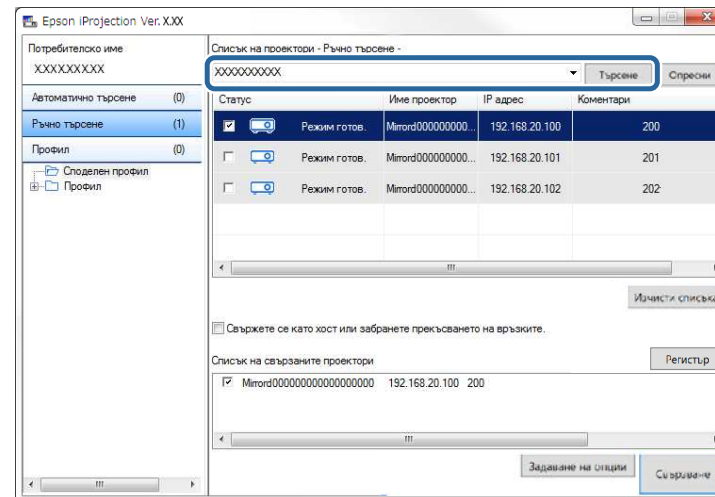 Epson iProjection Ver. X.XX
Потребителско име
XXXXXXXXX
Автоматично търсене (0)
Ръчно търсене (1)
Профил (0)
Споделен профил
Профил
Списък на проектори - Ръчно търсене -
XXXXXXXXXX
Търсене Спресни
Статус Име проектор IP адрес Коментари
Режим готов. Mirrord000000000... 192.168.20.100 200
Режим готов. Mirrord000000000... 192.168.20.101 201
Режим готов. Mirrord000000000... 192.168.20.102 202
Изчисти списъка
Свържете се като хост или забранете прекъсването на връзките.
Списък на свързаните проектори Регистър
Mirrord000000000000000000 192.168.20.100 200
Задаване на опции Свързване